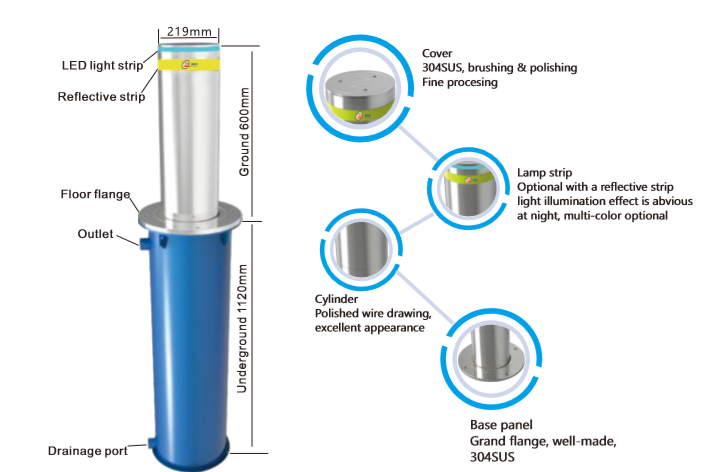 219mm
LED light strip
Reflective strip
Ground 600mm
Floor flange
Outlet
Underground 1120mm
Drainage port
Cover
304SUS, brushing & polishing
Fine procesing
Lamp strip
Optional with a reflective strip
light illumination effect is abvious
at night, multi-color optional
Cylinder
Polished wire drawing,
excellent appearance
Base panel
Grand flange, well-made,
304SUS